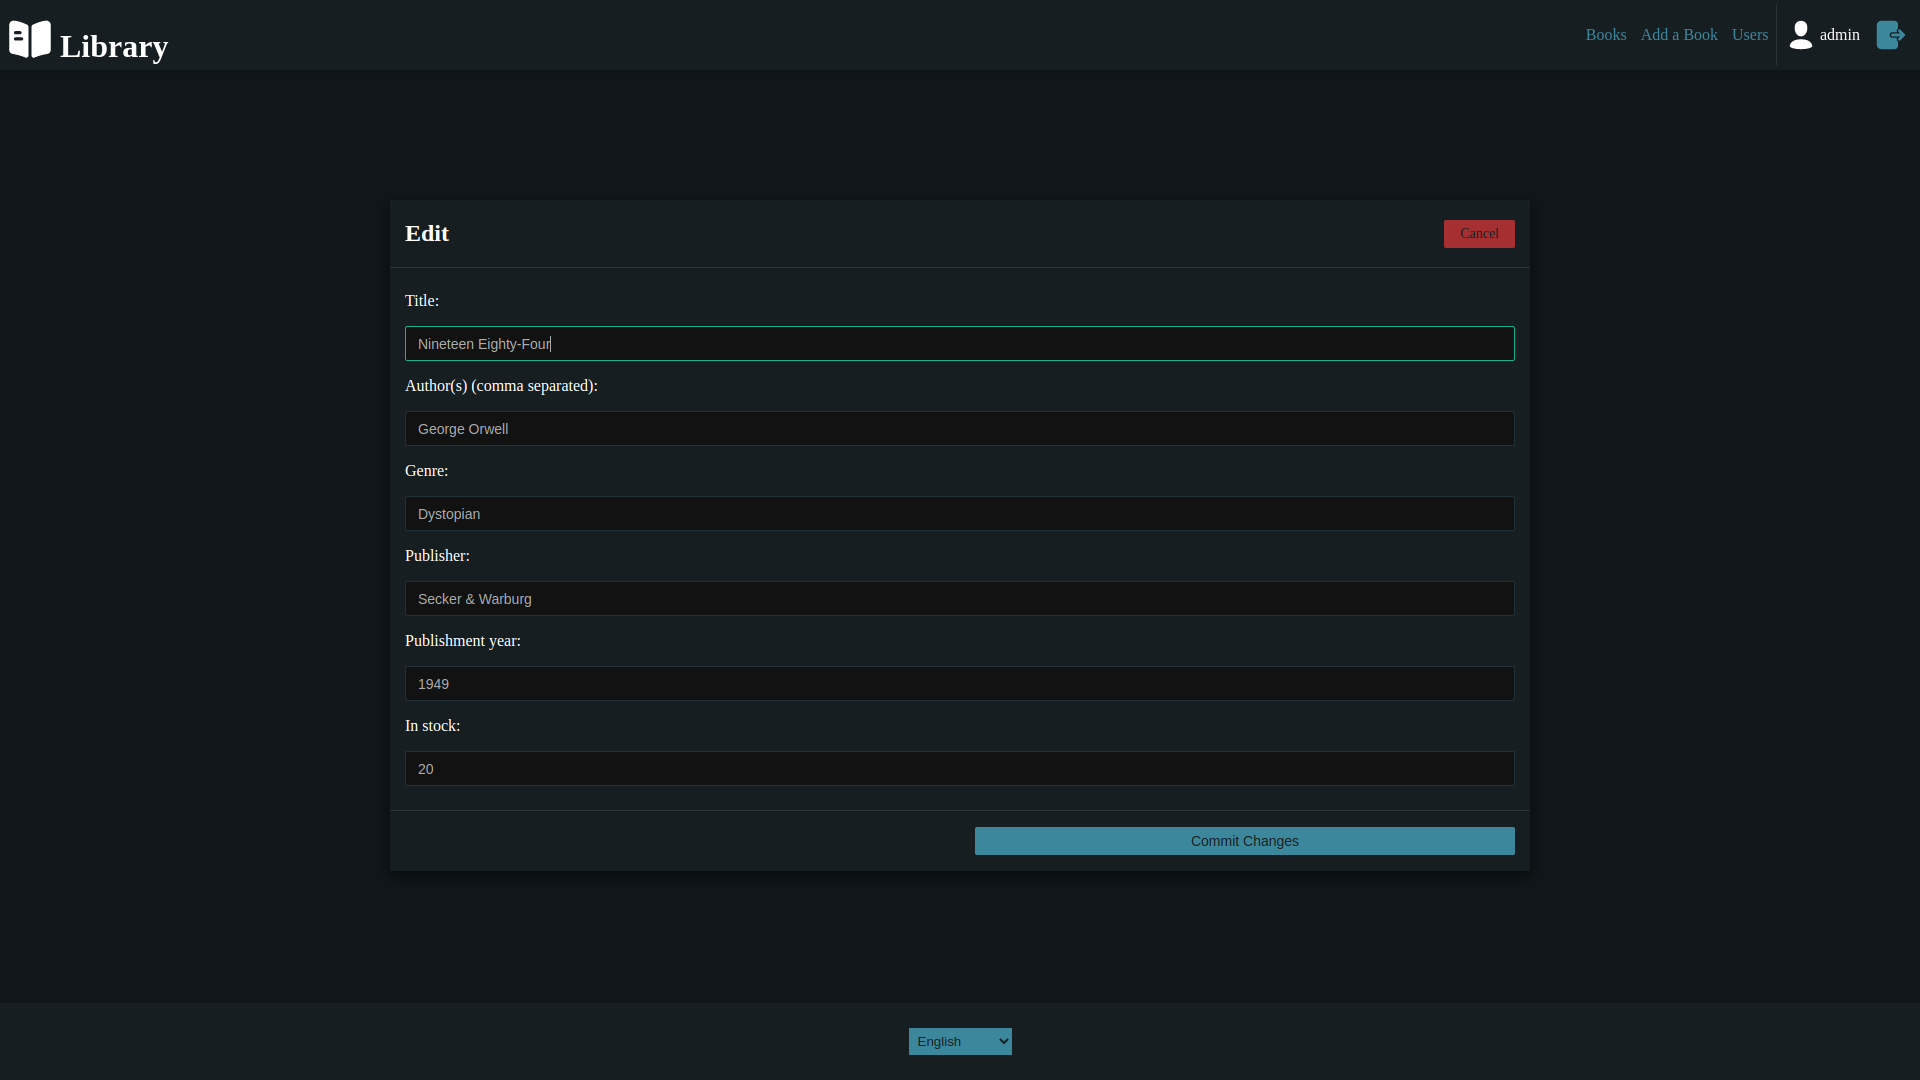 Library
Books
Add a Book
Users
admin
Edit
Cancel
Title:
Nineteen Eighty-Four
Author(s) (comma separated):
George Orwell
Genre:
Dystopian
Publisher:
Secker & Warburg
Publishment year:
1949
In stock:
20
Commit Changes
English